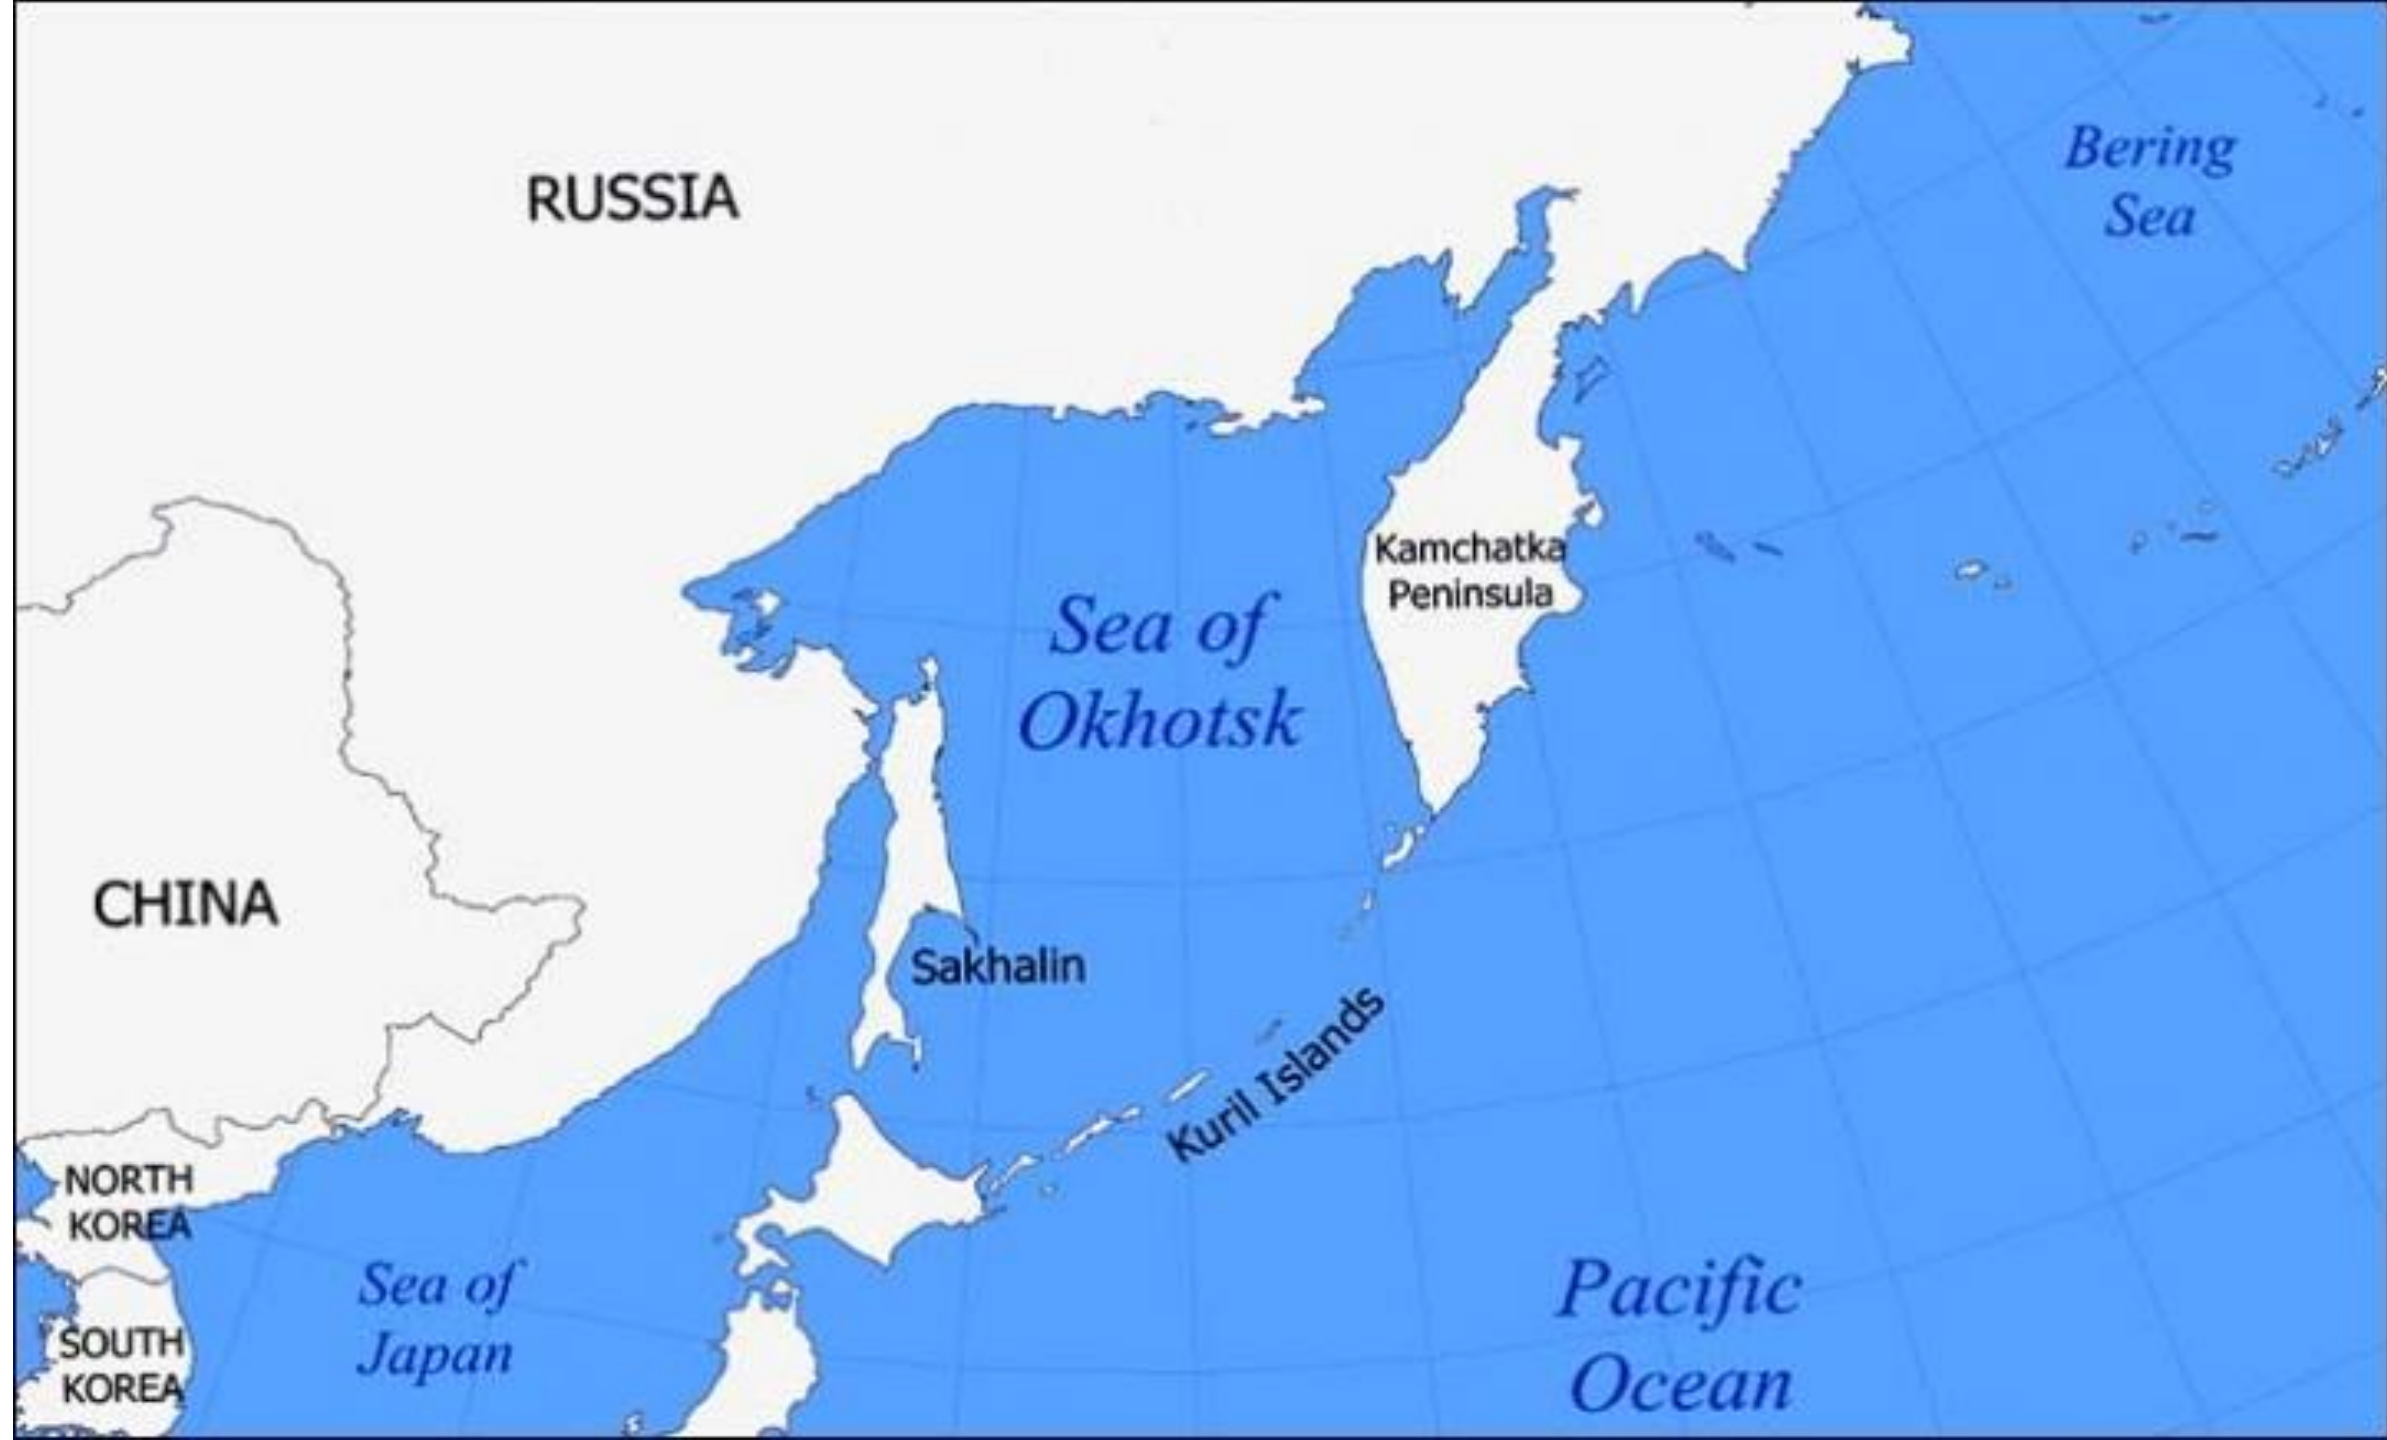 RUSSIA
Bering
Sea
Kamchatka
Peninsula
Sea of
Okhotsk
CHINA
Sakhalin
Kuril Islands
NORTH
KOREA
Sea of
Japan
SOUTH
KOREA
Pacific
Ocean